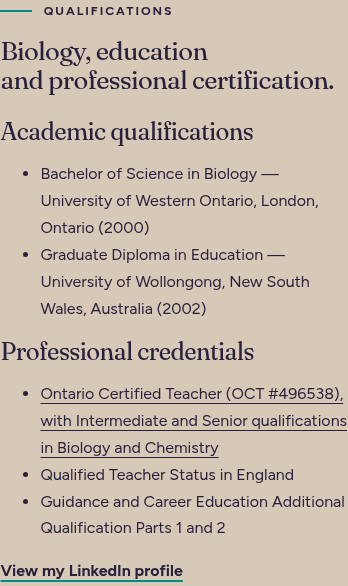 QUALIFICATIONS
Biology, education
and professional certification.
Academic qualifications
• Bachelor of Science in Biology —
University of Western Ontario, London,
Ontario (2000)
• Graduate Diploma in Education —
University of Wollongong, New South
Wales, Australia (2002)
Professional credentials
• Ontario Certified Teacher (OCT #496538),
with Intermediate and Senior qualifications
in Biology and Chemistry
• Qualified Teacher Status in England
• Guidance and Career Education Additional
Qualification Parts 1 and 2
View my LinkedIn profile